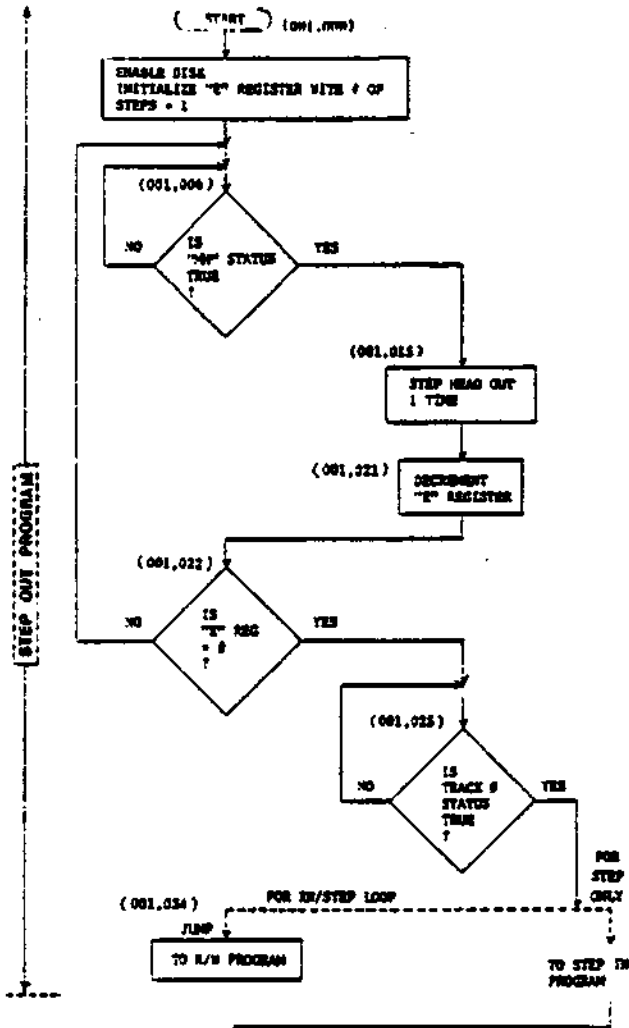 START
ENABLE DISK
INITIALIZE "E" REGISTER WITH # OF
STEPS + 1
(001,006)
IS
STATUS
TRUE
?
NO
YES
(001,015)
STEP HEAD OUT
1 TIME
(001,021)
DECREMENT
"E" REGISTER
(001,022)
IS
"E" REG
= 0
?
NO
YES
(001,025)
IS
TRACK 0
STATUS
TRUE
?
NO
YES
FOR
STEP
ONLY
FOR STEP LOOP
(001,034)
JUMP
TO R/W PROGRAM
TO STEP IN
PROGRAM
STEP OUT PROGRAM